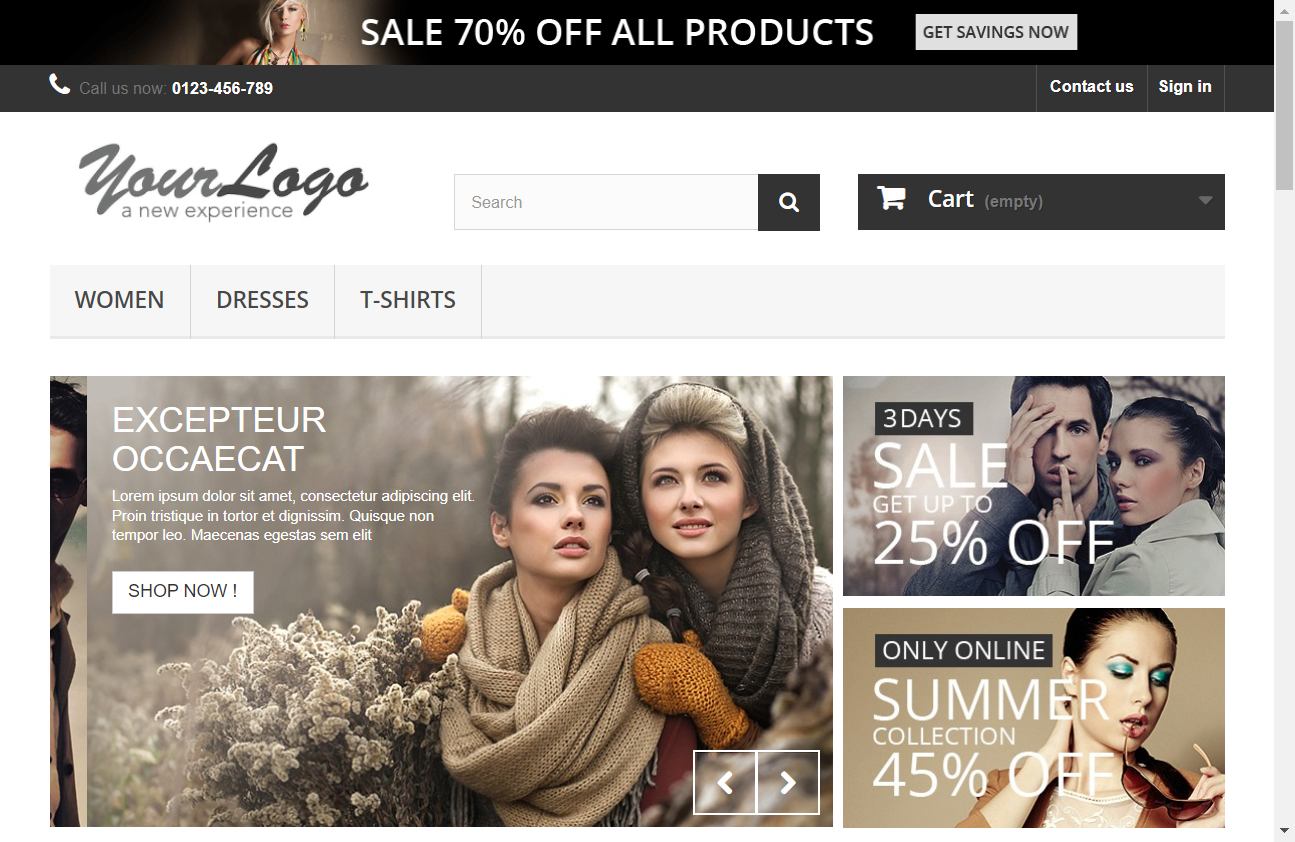 SALE 70% OFF ALL PRODUCTS
GET SAVINGS NOW
Call us now: 0123-456-789
Contact us
Sign in
YourLogo
a new experience
Search
Cart (empty)
WOMEN
DRESSES
T-SHIRTS
EXCEPTEUR
OCCAECAT
Lorem ipsum dolor sit amet, consectetur adipiscing elit.
Proin tristique in tortor et dignissim. Quisque non
tempor leo. Maecenas egestas sem elit
SHOP NOW !
3 DAYS
SALE
GET UP TO
25% OFF
ONLY ONLINE
SUMMER
COLLECTION
45% OFF